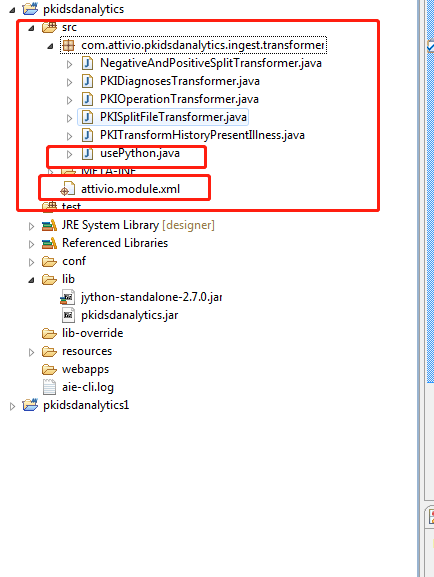 pkidsdanalytics
src
com.attivio.pkidsdanalytics.ingest.transformer
NegativeAndPositiveSplitTransformer.java
PKIDiagnosesTransformer.java
PKIOperationTransformer.java
PKISplitFileTransformer.java
PKITransformHistoryPresentIllness.java
usePython.java
META-INF
attivio.module.xml
test
JRE System Library [designer]
Referenced Libraries
conf
lib
jython-standalone-2.7.0.jar
pkidsdanalytics.jar
lib-override
resources
webapps
aie-cli.log
pkidsdanalytics1